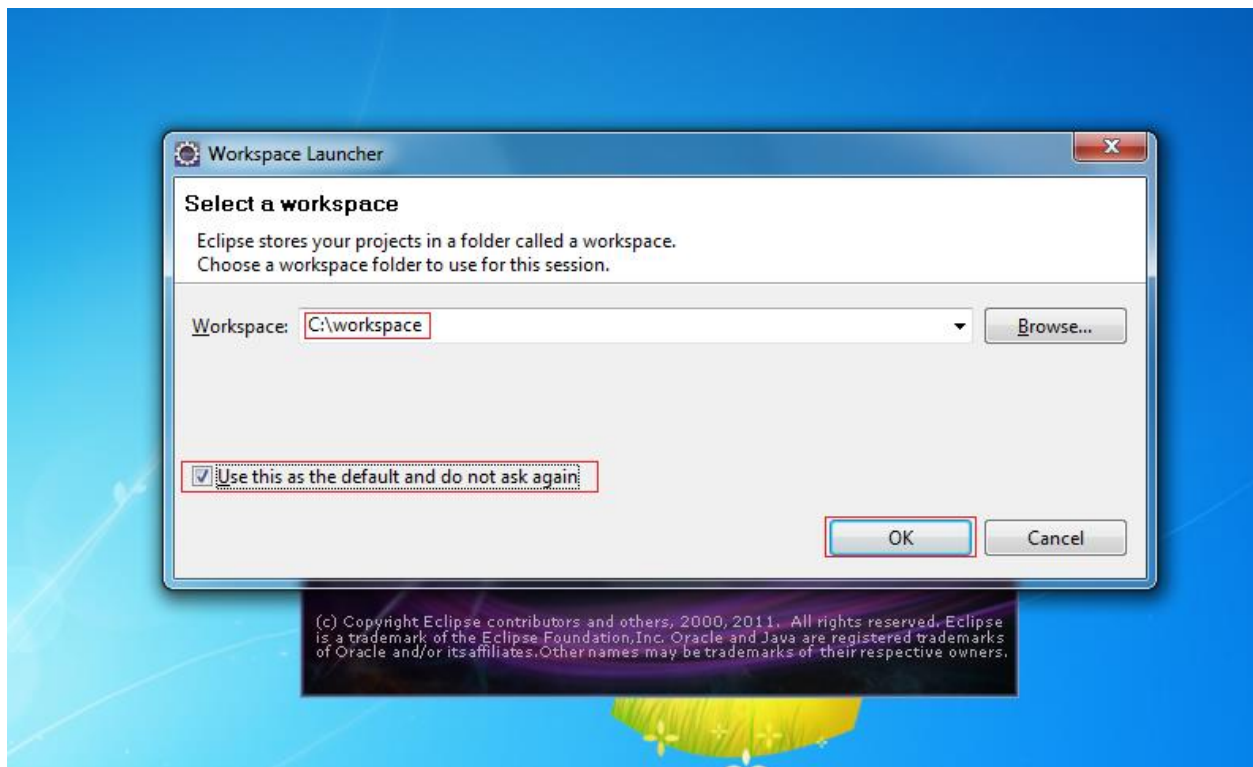 Workspace Launcher
Select a workspace
Eclipse stores your projects in a folder called a workspace.
Choose a workspace folder to use for this session.
Workspace: C:\workspace Browse...
Use this as the default and do not ask again
OK Cancel
(c) Copyright Eclipse contributors and others, 2000, 2011. All rights reserved. Eclipse
is a trademark of the Eclipse Foundation,Inc. Oracle and Java are registered trademarks
of Oracle and/or itsaffiliates.Other names may be trademarks of their respective owners.